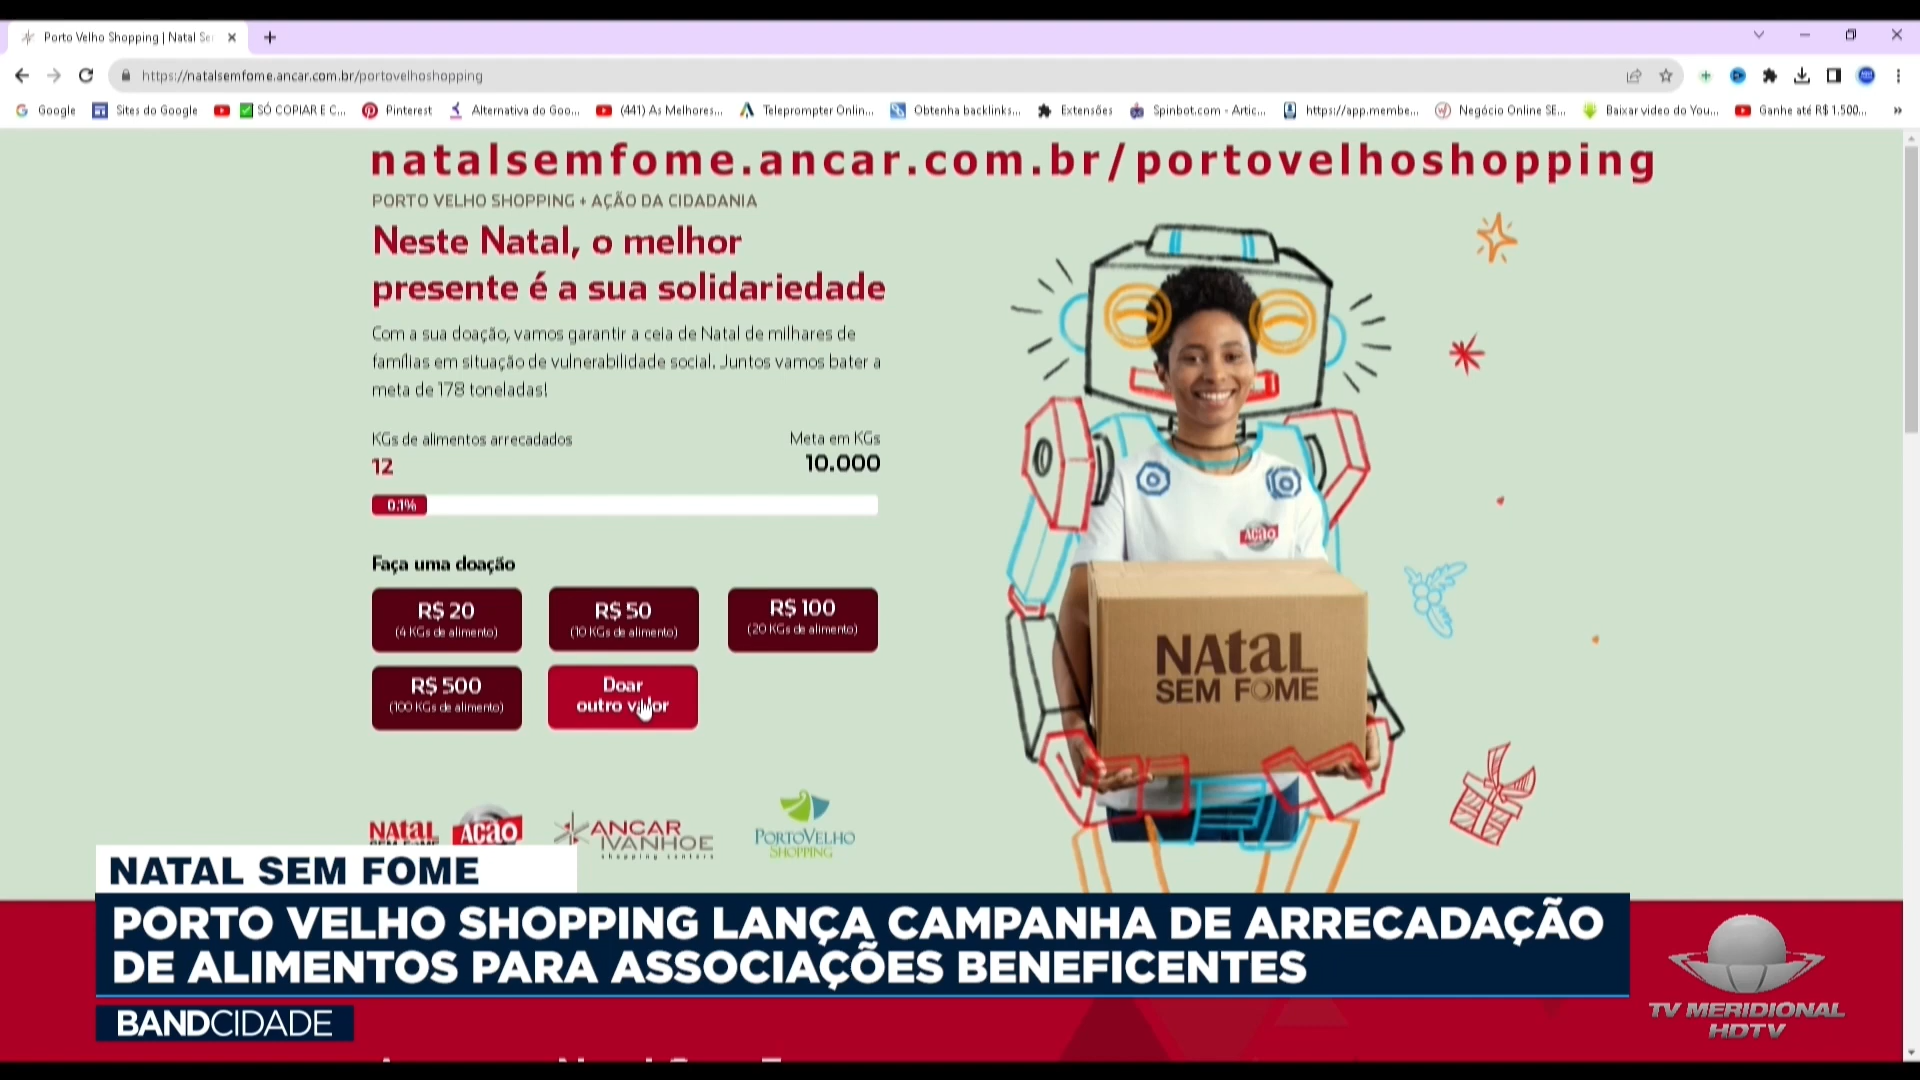 Porto Velho Shopping | Natal Se
https://natalsemfome.ancar.com.br/portovelhoshopping
Google
Sites do Google
SÓ COPIAR E C...
Pinterest
Alternativa do Goo...
(441) As Melhores...
Teleprompter Onlin...
Obtenha backlinks...
Extensões
Spinbot.com - Artic...
https://app.membe...
Negócio Online SE...
Baixar video do You...
Ganhe até R$ 1.500...
natalsemfome.ancar.com.br/portovelhoshopping
PORTO VELHO SHOPPING + AÇÃO DA CIDADANIA
Neste Natal, o melhor
presente é a sua solidariedade
Com a sua doação, vamos garantir a ceia de Natal de milhares de
famílias em situação de vulnerabilidade social. Juntos vamos bater a
meta de 178 toneladas!
KGs de alimentos arrecadados
12
Meta em KGs
10.000
0.1%
Faça uma doação
R$ 20
(4 KGs de alimento)
R$ 50
(10 KGs de alimento)
R$ 100
(20 KGs de alimento)
R$ 500
(100 KGs de alimento)
Doar
outro valor
AÇÃO
NATAL
SEM FOME
NATAL
SEM FOME
AÇÃO
ANCAR
IVANHOE
shopping centers
PORTOVELHO
SHOPPING
NATAL SEM FOME
PORTO VELHO SHOPPING LANÇA CAMPANHA DE ARRECADAÇÃO
DE ALIMENTOS PARA ASSOCIAÇÕES BENEFICENTES
BANDCIDADE
TV MERIDIONAL
HDTV